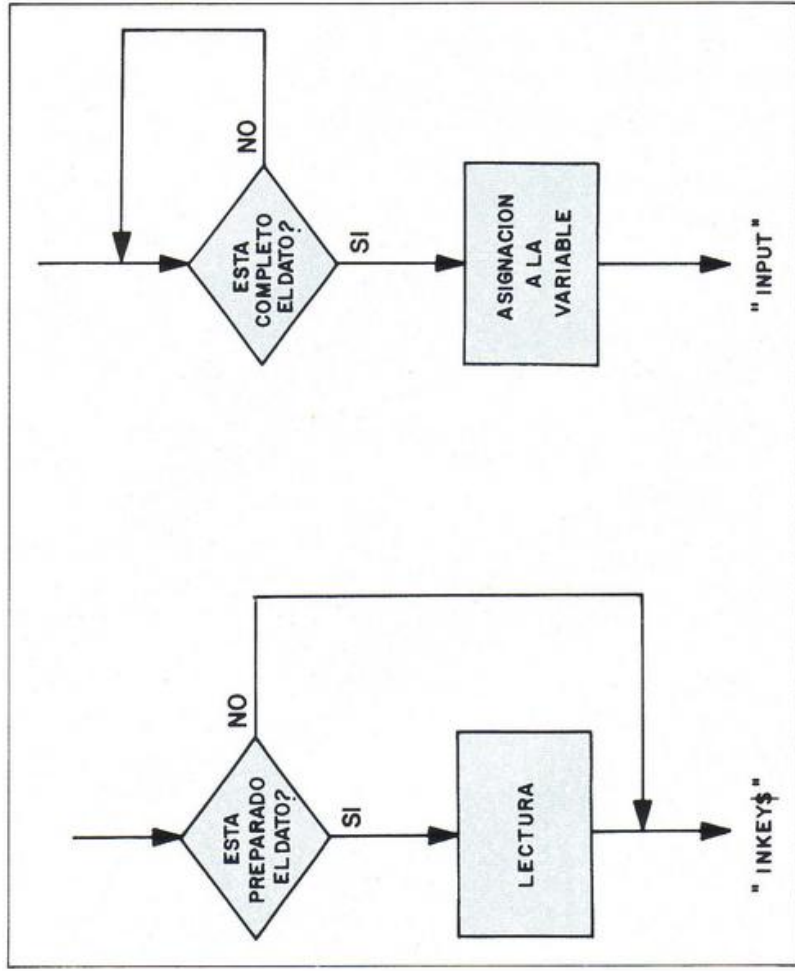 ESTA
PREPARADO
EL DATO?
NO
SI
LECTURA
"INKEY$"
ESTA
COMPLETO
EL DATO?
NO
SI
ASIGNACION
A LA
VARIABLE
"INPUT"